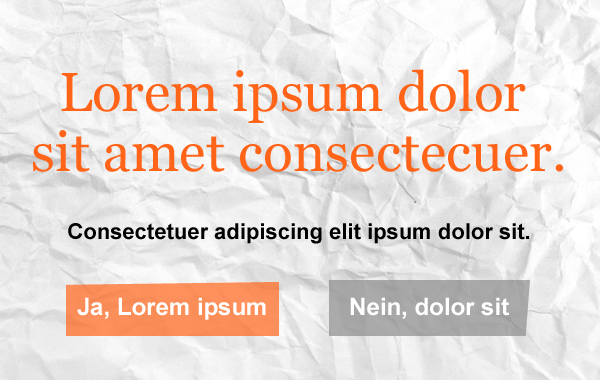 Lorem ipsum dolor
sit amet consectecuer.
Consectetuer adipiscing elit ipsum dolor sit.
Ja, Lorem ipsum
Nein, dolor sit